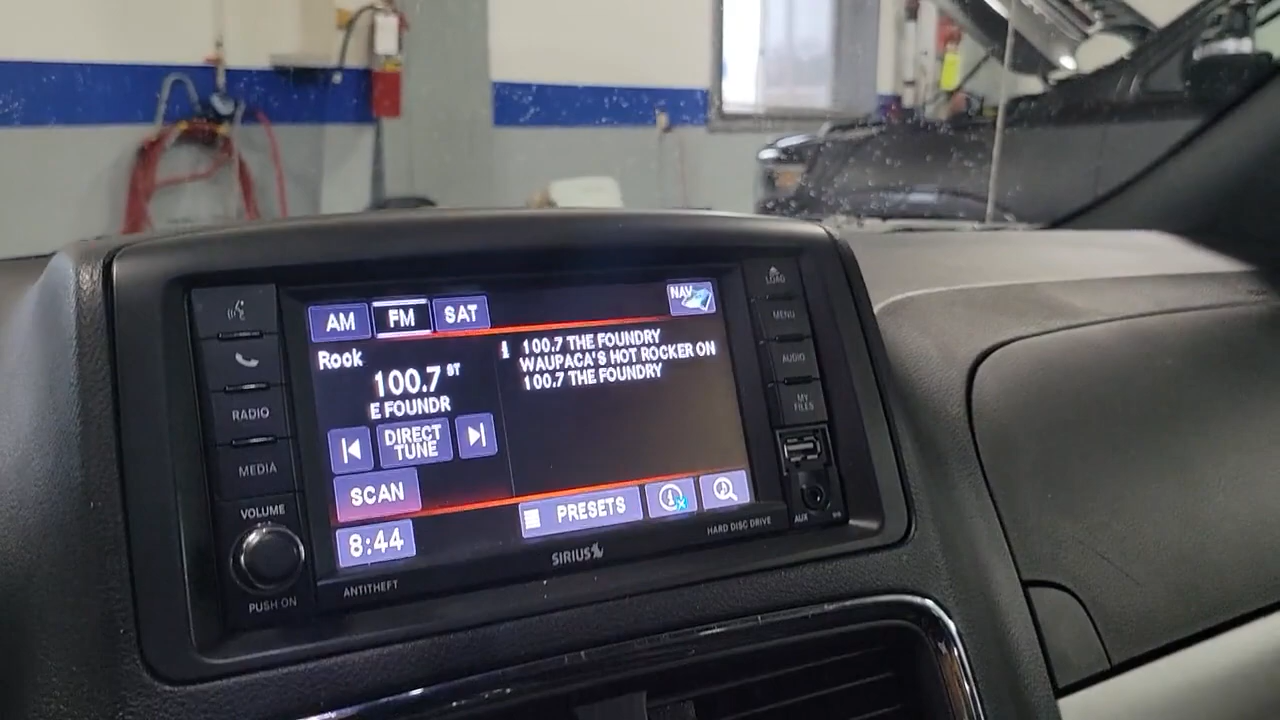 AM FM SAT NAV
Rook
100.7 ST
E FOUNDR
100.7 THE FOUNDRY
WAUPACA'S HOT ROCKER ON
100.7 THE FOUNDRY
DIRECT
TUNE
SCAN
PRESETS
8:44
RADIO
MEDIA
VOLUME
PUSH ON
ANTITHEFT
SIRIUS
HARD DISC DRIVE
LOAD
MENU
AUDIO
MY
FILES
AUX